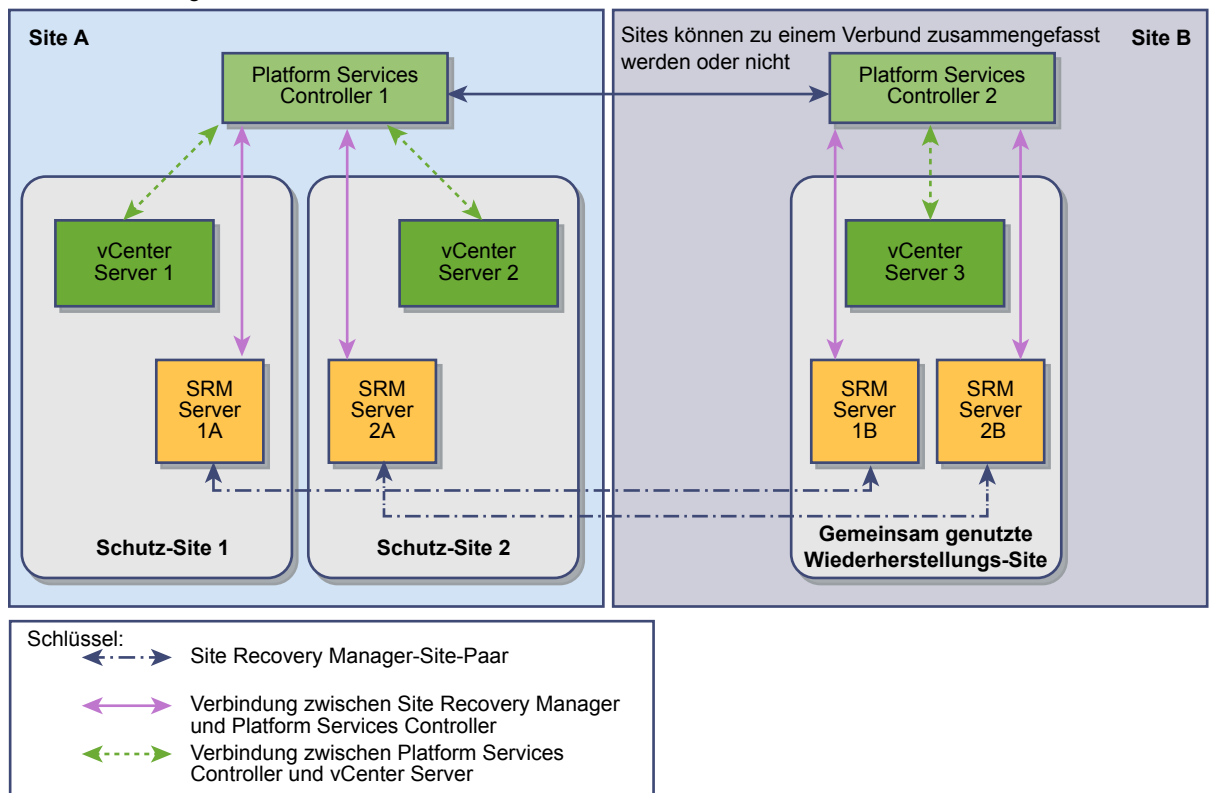 Site A
Sites können zu einem Verbund zusammengefasst
werden oder nicht
Site B
Platform Services
Controller 1
Platform Services
Controller 2
vCenter
Server 1
vCenter
Server 2
vCenter
Server 3
SRM
Server
1A
SRM
Server
2A
SRM
Server
1B
SRM
Server
2B
Schutz-Site 1
Schutz-Site 2
Gemeinsam genutzte
Wiederherstellungs-Site
Schlüssel:
Site Recovery Manager-Site-Paar
Verbindung zwischen Site Recovery Manager
und Platform Services Controller
Verbindung zwischen Platform Services
Controller und vCenter Server